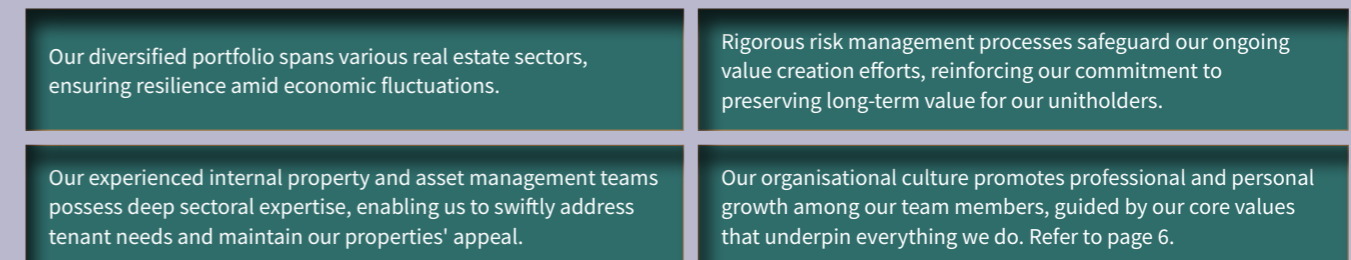 Our diversified portfolio spans various real estate sectors,
ensuring resilience amid economic fluctuations.
Rigorous risk management processes safeguard our ongoing
value creation efforts, reinforcing our commitment to
preserving long-term value for our unitholders.
Our experienced internal property and asset management teams
possess deep sectoral expertise, enabling us to swiftly address
tenant needs and maintain our properties' appeal.
Our organisational culture promotes professional and personal
growth among our team members, guided by our core values
that underpin everything we do. Refer to page 6.